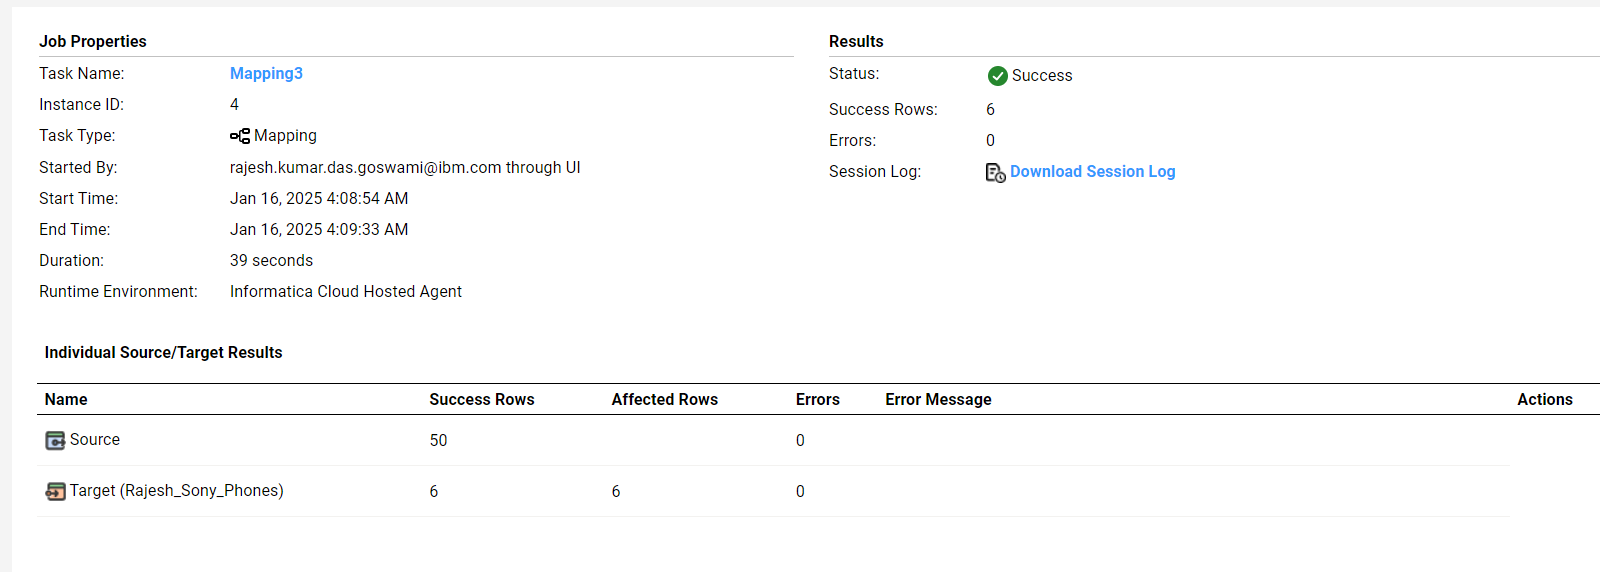 Job Properties
Task Name: Mapping3
Instance ID: 4
Task Type: Mapping
Started By: rajesh.kumar.das.goswami@ibm.com through UI
Start Time: Jan 16, 2025 4:08:54 AM
End Time: Jan 16, 2025 4:09:33 AM
Duration: 39 seconds
Runtime Environment: Informatica Cloud Hosted Agent
Results
Status: Success
Success Rows: 6
Errors: 0
Session Log: Download Session Log
Individual Source/Target Results
Name Success Rows Affected Rows Errors Error Message Actions
Source 50 0
Target (Rajesh_Sony_Phones) 6 6 0